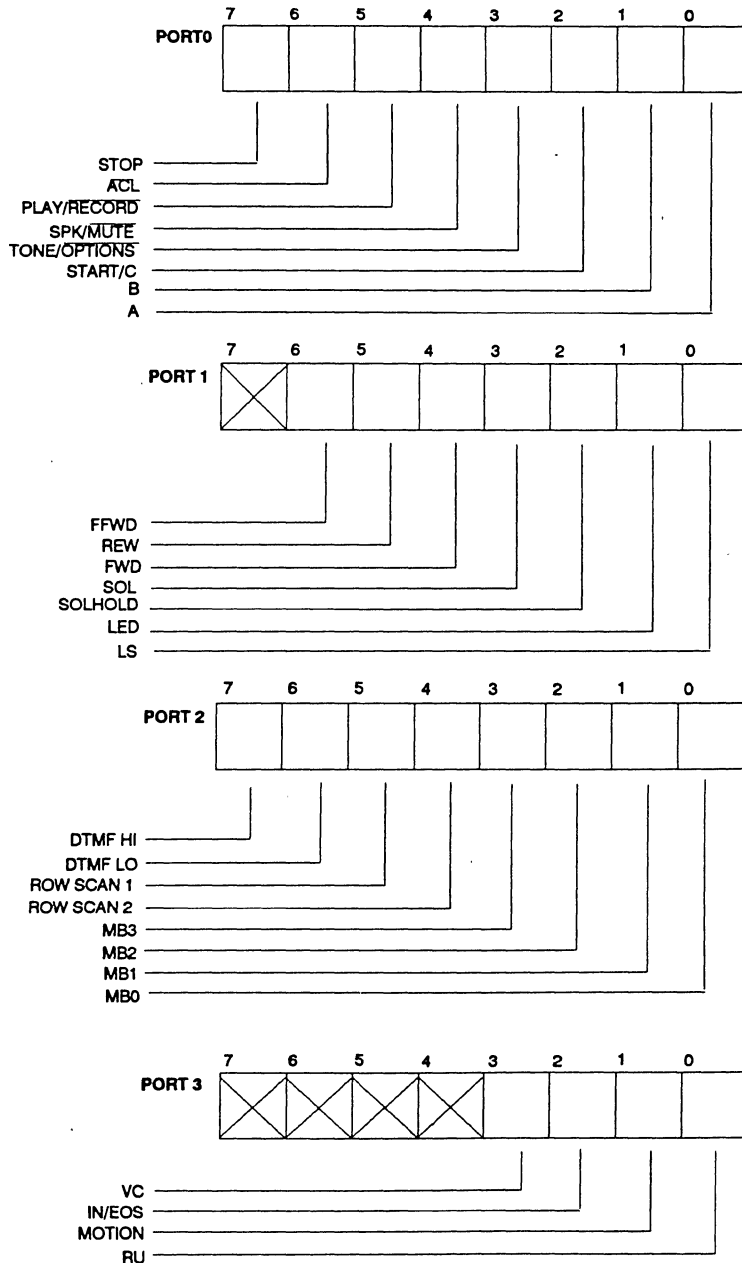 7 6 5 4 3 2 1 0
PORT0
STOP
ACL
PLAY/RECORD
SPK/MUTE
TONE/OPTIONS
START/C
B
A
7 6 5 4 3 2 1 0
PORT 1
FFWD
REW
FWD
SOL
SOLHOLD
LED
LS
7 6 5 4 3 2 1 0
PORT 2
DTMF HI
DTMF LO
ROW SCAN 1
ROW SCAN 2
MB3
MB2
MB1
MB0
7 6 5 4 3 2 1 0
PORT 3
VC
IN/EOS
MOTION
RU